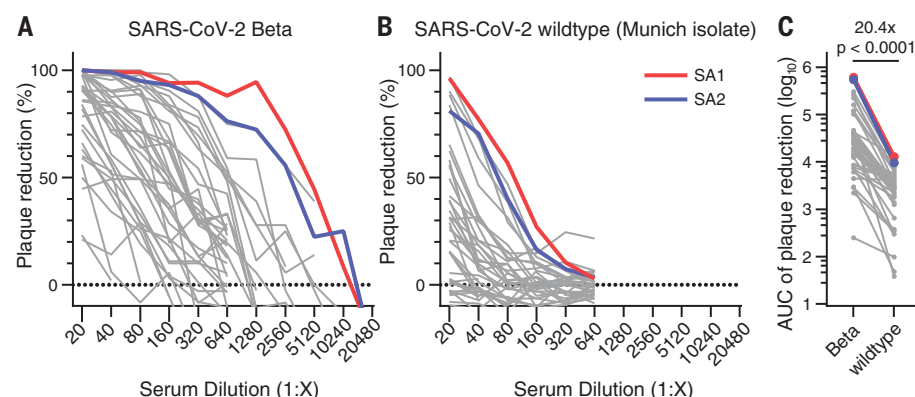 A
SARS-CoV-2 Beta
Plaque reduction (%)
100
50
0
20
40
80
160
320
640
1280
2560
5120
10240
20480
Serum Dilution (1:X)
B
SARS-CoV-2 wildtype (Munich isolate)
SA1
SA2
Plaque reduction (%)
100
50
0
20
40
80
160
320
640
1280
2560
5120
10240
20480
Serum Dilution (1:X)
C
20.4x
p < 0.0001
AUC of plaque reduction (log₁₀)
6
5
4
3
2
1
Beta
wildtype